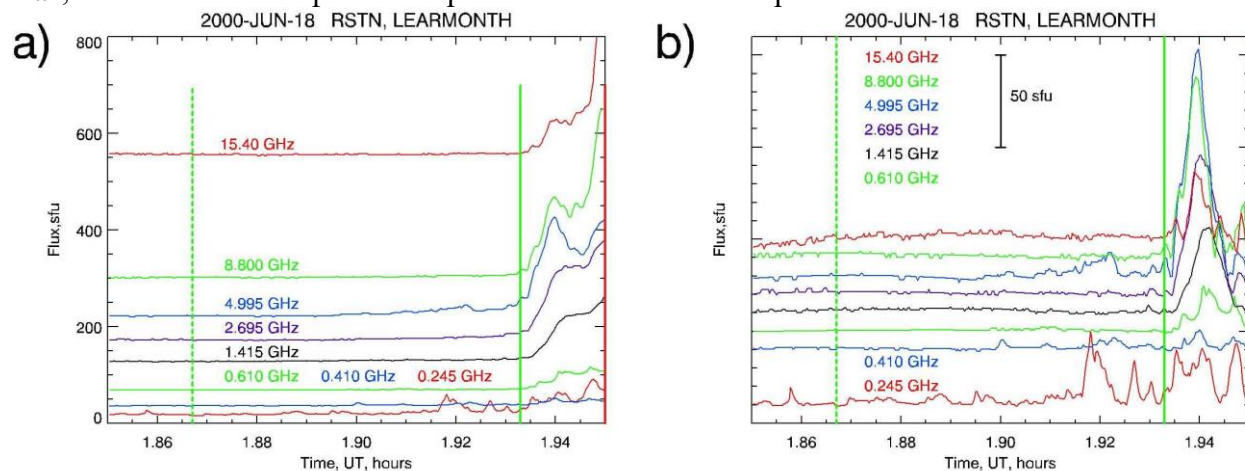 2000-JUN-18 RSTN, LEARMONTH
a)
800
600
400
200
0
Flux,sfu
15.40 GHz
8.800 GHz
4.995 GHz
2.695 GHz
1.415 GHz
0.610 GHz 0.410 GHz 0.245 GHz
1.86 1.88 1.90 1.92 1.94
Time, UT, hours
2000-JUN-18 RSTN, LEARMONTH
b)
Flux,sfu
15.40 GHz
8.800 GHz
4.995 GHz
2.695 GHz
1.415 GHz
0.610 GHz
50 sfu
0.410 GHz
0.245 GHz
1.86 1.88 1.90 1.92 1.94
Time, UT, hours